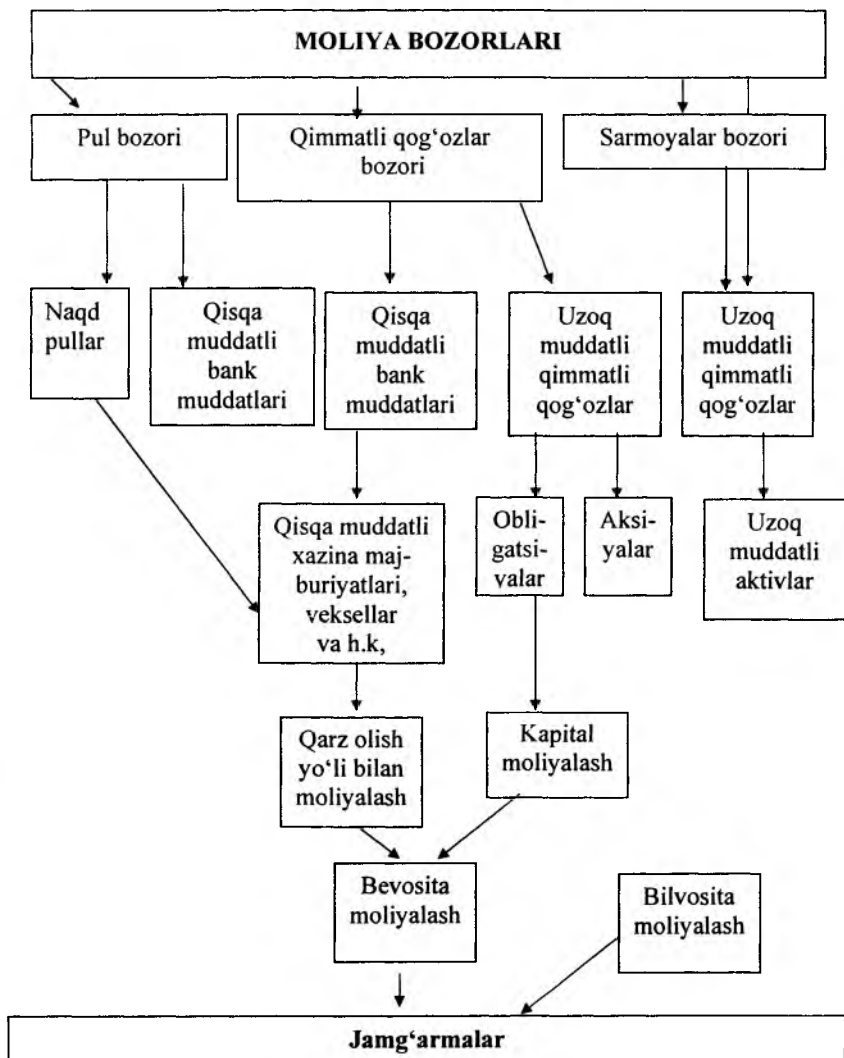 MOLIYA BOZORLARI
Pul bozori
Qimmatli qog‘ozlar
bozori
Sarmoyalar bozori
Naqd
pullar
Qisqa
muddatli
bank
muddatlari
Qisqa
muddatli
bank
muddatlari
Uzoq
muddatli
qimmatli
qog‘ozlar
Uzoq
muddatli
qimmatli
qog‘ozlar
Qisqa muddatli
xazina maj-
buriyatlari,
veksellar
va h.k,
Obli-
gatsi-
yalar
Aksi-
yalar
Uzoq
muddatli
aktivlar
Qarz olish
yo‘li bilan
moliyalash
Kapital
moliyalash
Bevosita
moliyalash
Bilvosita
moliyalash
Jamg‘armalar